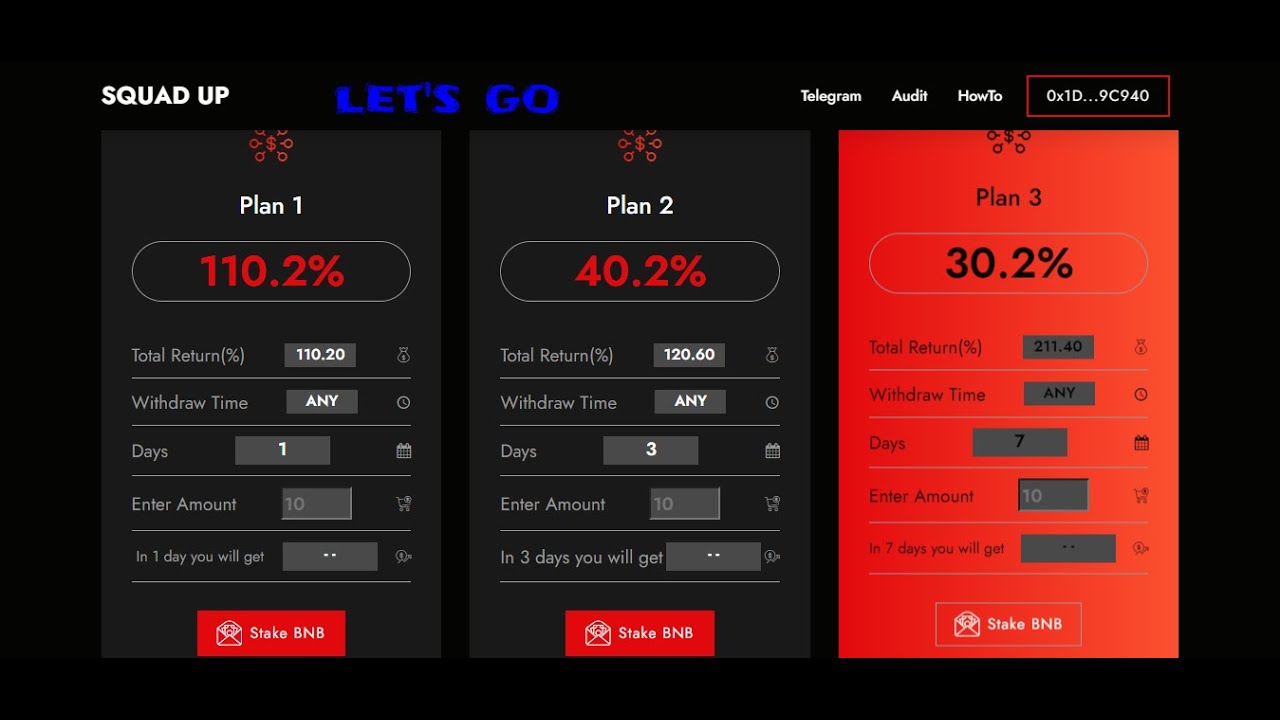 SQUAD UP
LET'S GO
Telegram
Audit
HowTo
0x1D...9C940
Plan 1
110.2%
Total Return(%) 110.20
Withdraw Time ANY
Days 1
Enter Amount 10
In 1 day you will get --
Stake BNB
Plan 2
40.2%
Total Return(%) 120.60
Withdraw Time ANY
Days 3
Enter Amount 10
In 3 days you will get --
Stake BNB
Plan 3
30.2%
Total Return(%) 211.40
Withdraw Time ANY
Days 7
Enter Amount 10
In 7 days you will get --
Stake BNB